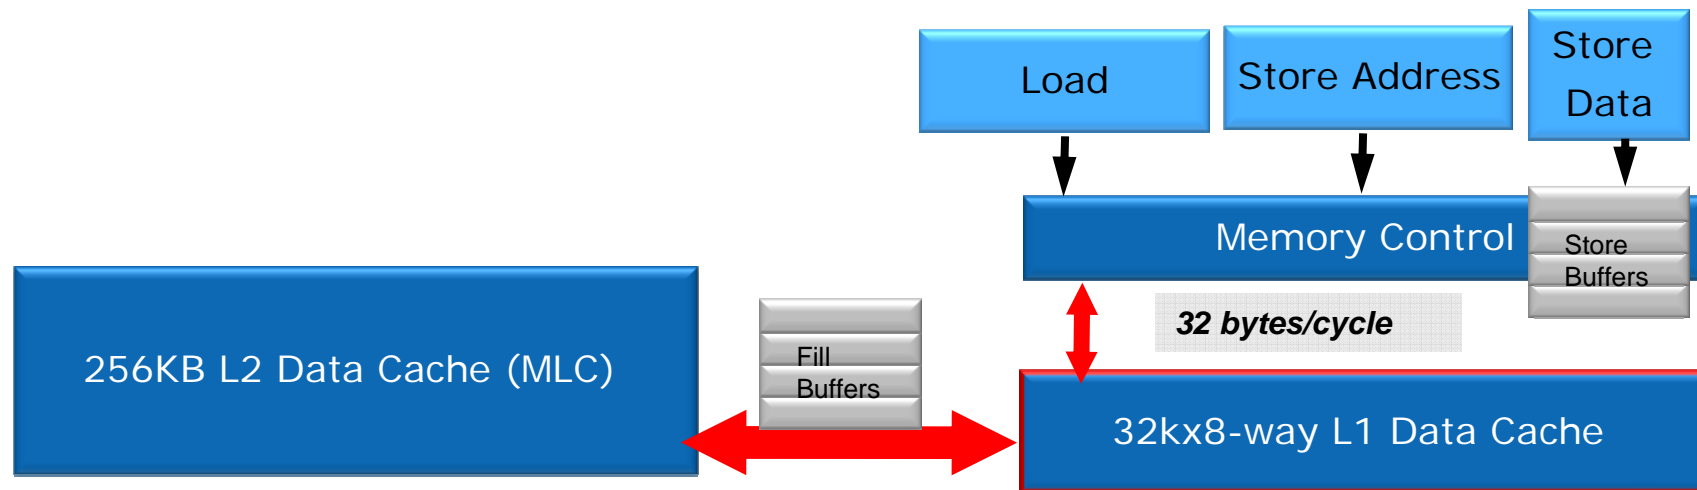 Load
Store Address
Store
Data
Memory Control
Store
Buffers
256KB L2 Data Cache (MLC)
Fill
Buffers
32 bytes/cycle
32kx8-way L1 Data Cache